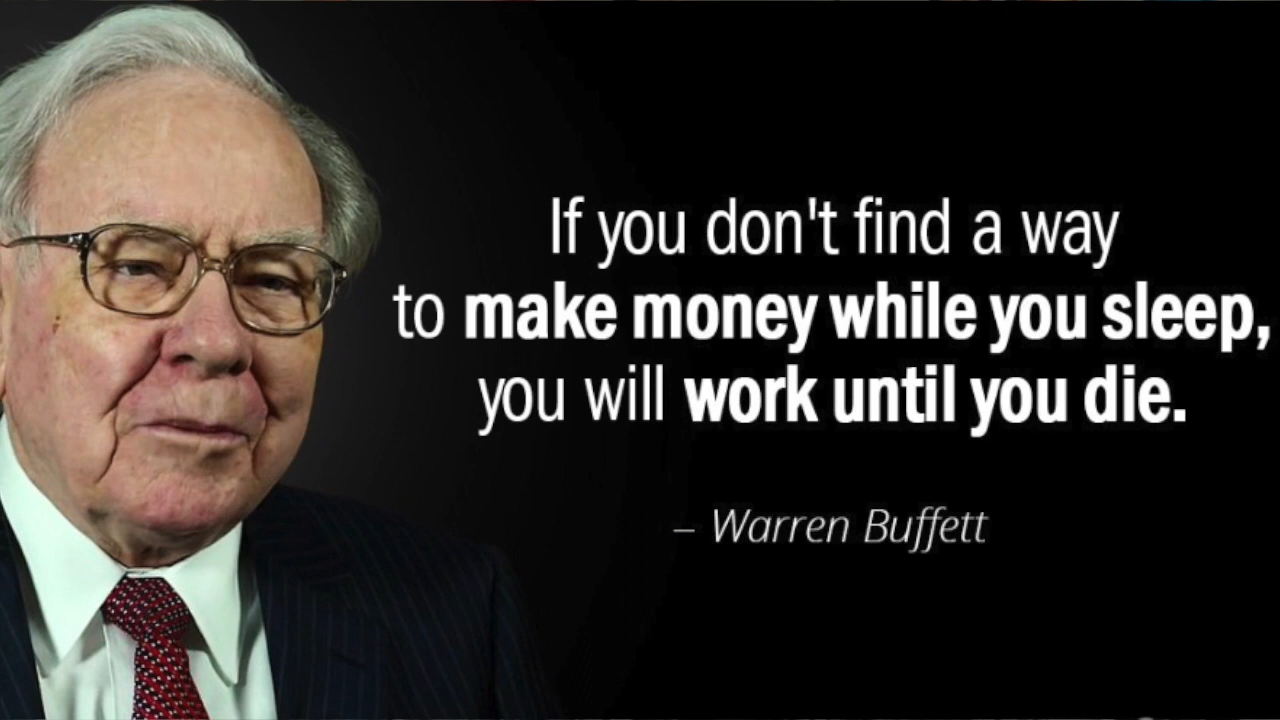 If you don't find a way
to make money while you sleep,
you will work until you die.
– Warren Buffett